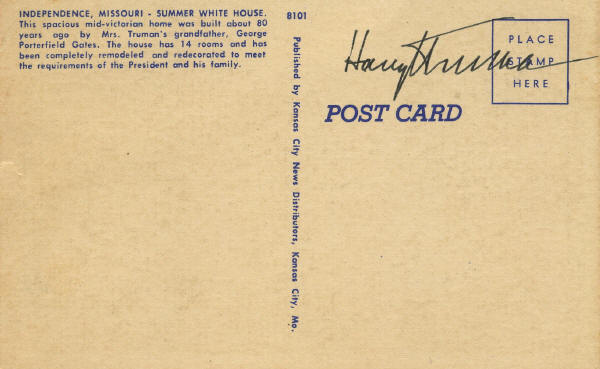 INDEPENDENCE, MISSOURI - SUMMER WHITE HOUSE.
This spacious mid-victorian home was built about 80
years ago by Mrs. Truman's grandfather, George
Porterfield Gates. The house has 14 rooms and has
been completely remodeled and redecorated to meet
the requirements of the President and his family.
8101
Published by Kansas City News Distributors, Kansas City, Mo.
Harry Truman
PLACE
STAMP
HERE
POST CARD